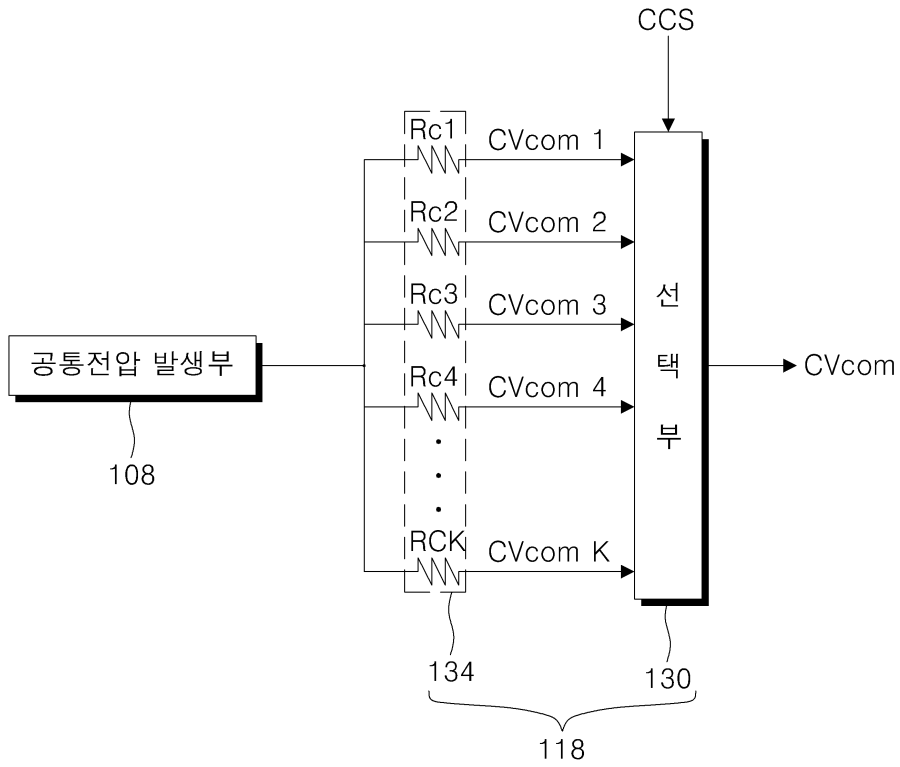 CCS
Rc1
CVcom 1
Rc2
CVcom 2
Rc3
CVcom 3
Rc4
CVcom 4
RCK
CVcom K
공통전압 발생부
108
선택부
CVcom
134
130
118